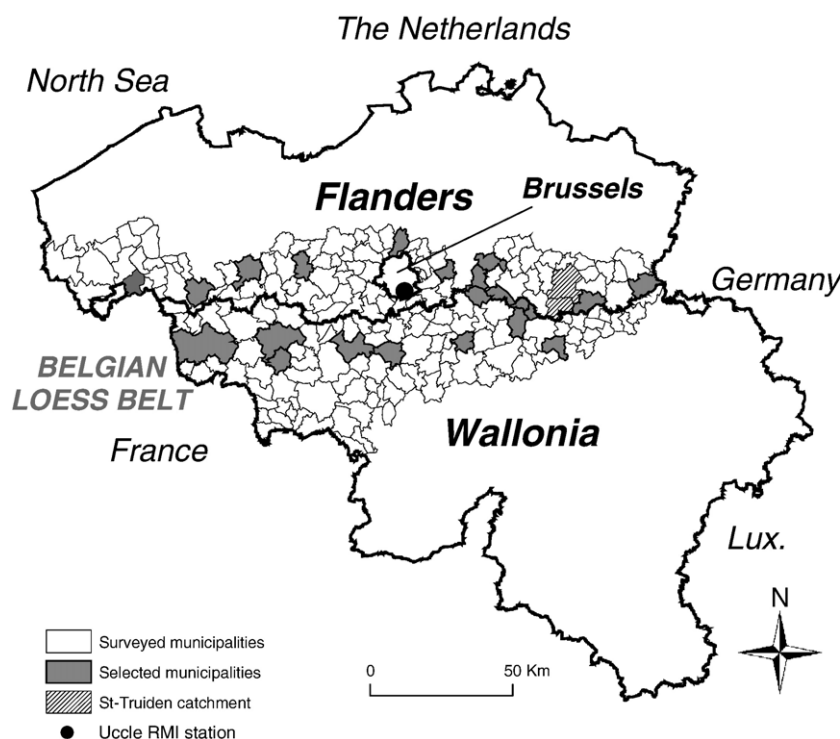 The Netherlands
North Sea
Flanders
Brussels
Germany
BELGIAN
LOESS BELT
Wallonia
France
Lux.
N
Surveyed municipalities
Selected municipalities
St-Truiden catchment
Uccle RMI station
0
50 Km